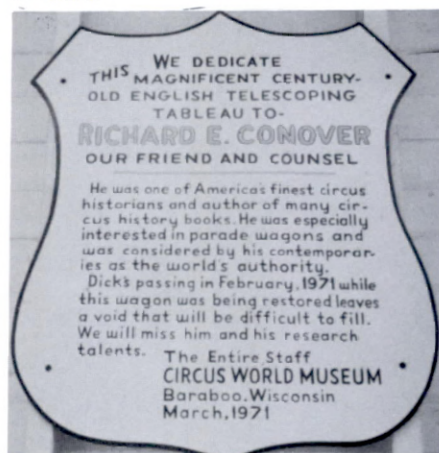 WE DEDICATE
THIS MAGNIFICENT CENTURY-
OLD ENGLISH TELESCOPING
TABLEAU TO-
RICHARD E. CONOVER
OUR FRIEND AND COUNSEL
He was one of America's finest circus
historians and author of many cir-
cus history books. He was especially
interested in parade wagons and
was considered by his contemporar-
ies as the world's authority.
Dick's passing in February, 1971 while
this wagon was being restored leaves
a void that will be difficult to fill.
We will miss him and his research
talents.
The Entire Staff
CIRCUS WORLD MUSEUM
Baraboo, Wisconsin
March, 1971